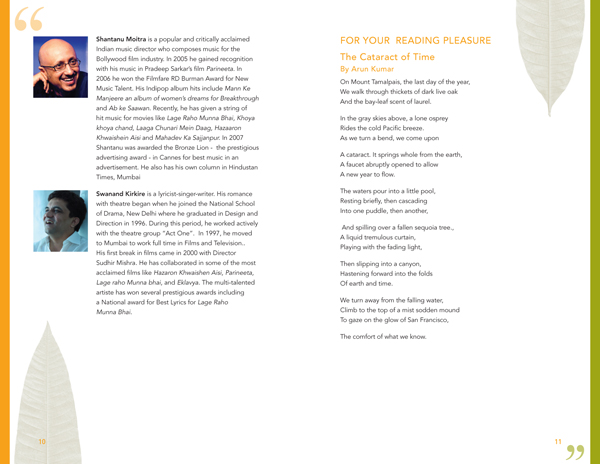 “
Shantanu Moitra is a popular and critically acclaimed
Indian music director who composes music for the
Bollywood film industry. In 2005 he gained recognition
with his music in Pradeep Sarkar's film Parineeta. In
2006 he won the Filmfare RD Burman Award for New
Music Talent. His Indipop album hits include Mann Ke
Manjeere an album of women's dreams for Breakthrough
and Ab ke Saawan. Recently, he has given a string of
hit music for movies like Lage Raho Munna Bhai, Khoya
khoya chand, Laaga Chunari Mein Daag, Hazaaron
Khwaishein Aisi and Mahadev Ka Sajjanpur. In 2007
Shantanu was awarded the Bronze Lion - the prestigious
advertising award - in Cannes for best music in an
advertisement. He also has his own column in Hindustan
Times, Mumbai
Swanand Kirkire is a lyricist-singer-writer. His romance
with theatre began when he joined the National School
of Drama, New Delhi where he graduated in Design and
Direction in 1996. During this period, he worked actively
with the theatre group "Act One". In 1997, he moved
to Mumbai to work full time in Films and Television..
His first break in films came in 2000 with Director
Sudhir Mishra. He has collaborated in some of the most
acclaimed films like Hazaron Khwaishen Aisi, Parineeta,
Lage raho Munna bhai, and Eklavya. The multi-talented
artiste has won several prestigious awards including
a National award for Best Lyrics for Lage Raho
Munna Bhai.
10
FOR YOUR READING PLEASURE
The Cataract of Time
By Arun Kumar
On Mount Tamalpais, the last day of the year,
We walk through thickets of dark live oak
And the bay-leaf scent of laurel.
In the gray skies above, a lone osprey
Rides the cold Pacific breeze.
As we turn a bend, we come upon
A cataract. It springs whole from the earth,
A faucet abruptly opened to allow
A new year to flow.
The waters pour into a little pool,
Resting briefly, then cascading
Into one puddle, then another,
And spilling over a fallen sequoia tree.,
A liquid tremulous curtain,
Playing with the fading light,
Then slipping into a canyon,
Hastening forward into the folds
Of earth and time.
We turn away from the falling water,
Climb to the top of a mist sodden mound
To gaze on the glow of San Francisco,
The comfort of what we know.
11
”